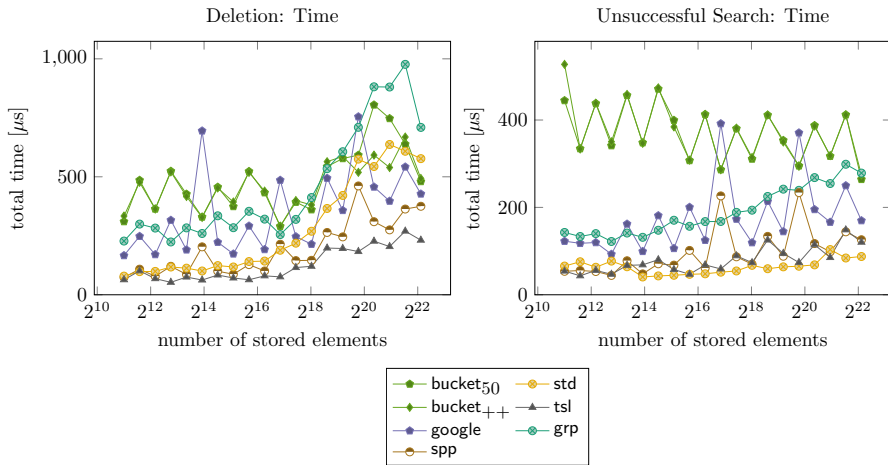 Deletion: Time
1,000
500
0
total time [μs]
2^10 2^12 2^14 2^16 2^18 2^20 2^22
number of stored elements
Unsuccessful Search: Time
400
200
0
total time [μs]
2^10 2^12 2^14 2^16 2^18 2^20 2^22
number of stored elements
bucket_50 std
bucket_++ tsl
google grp
spp